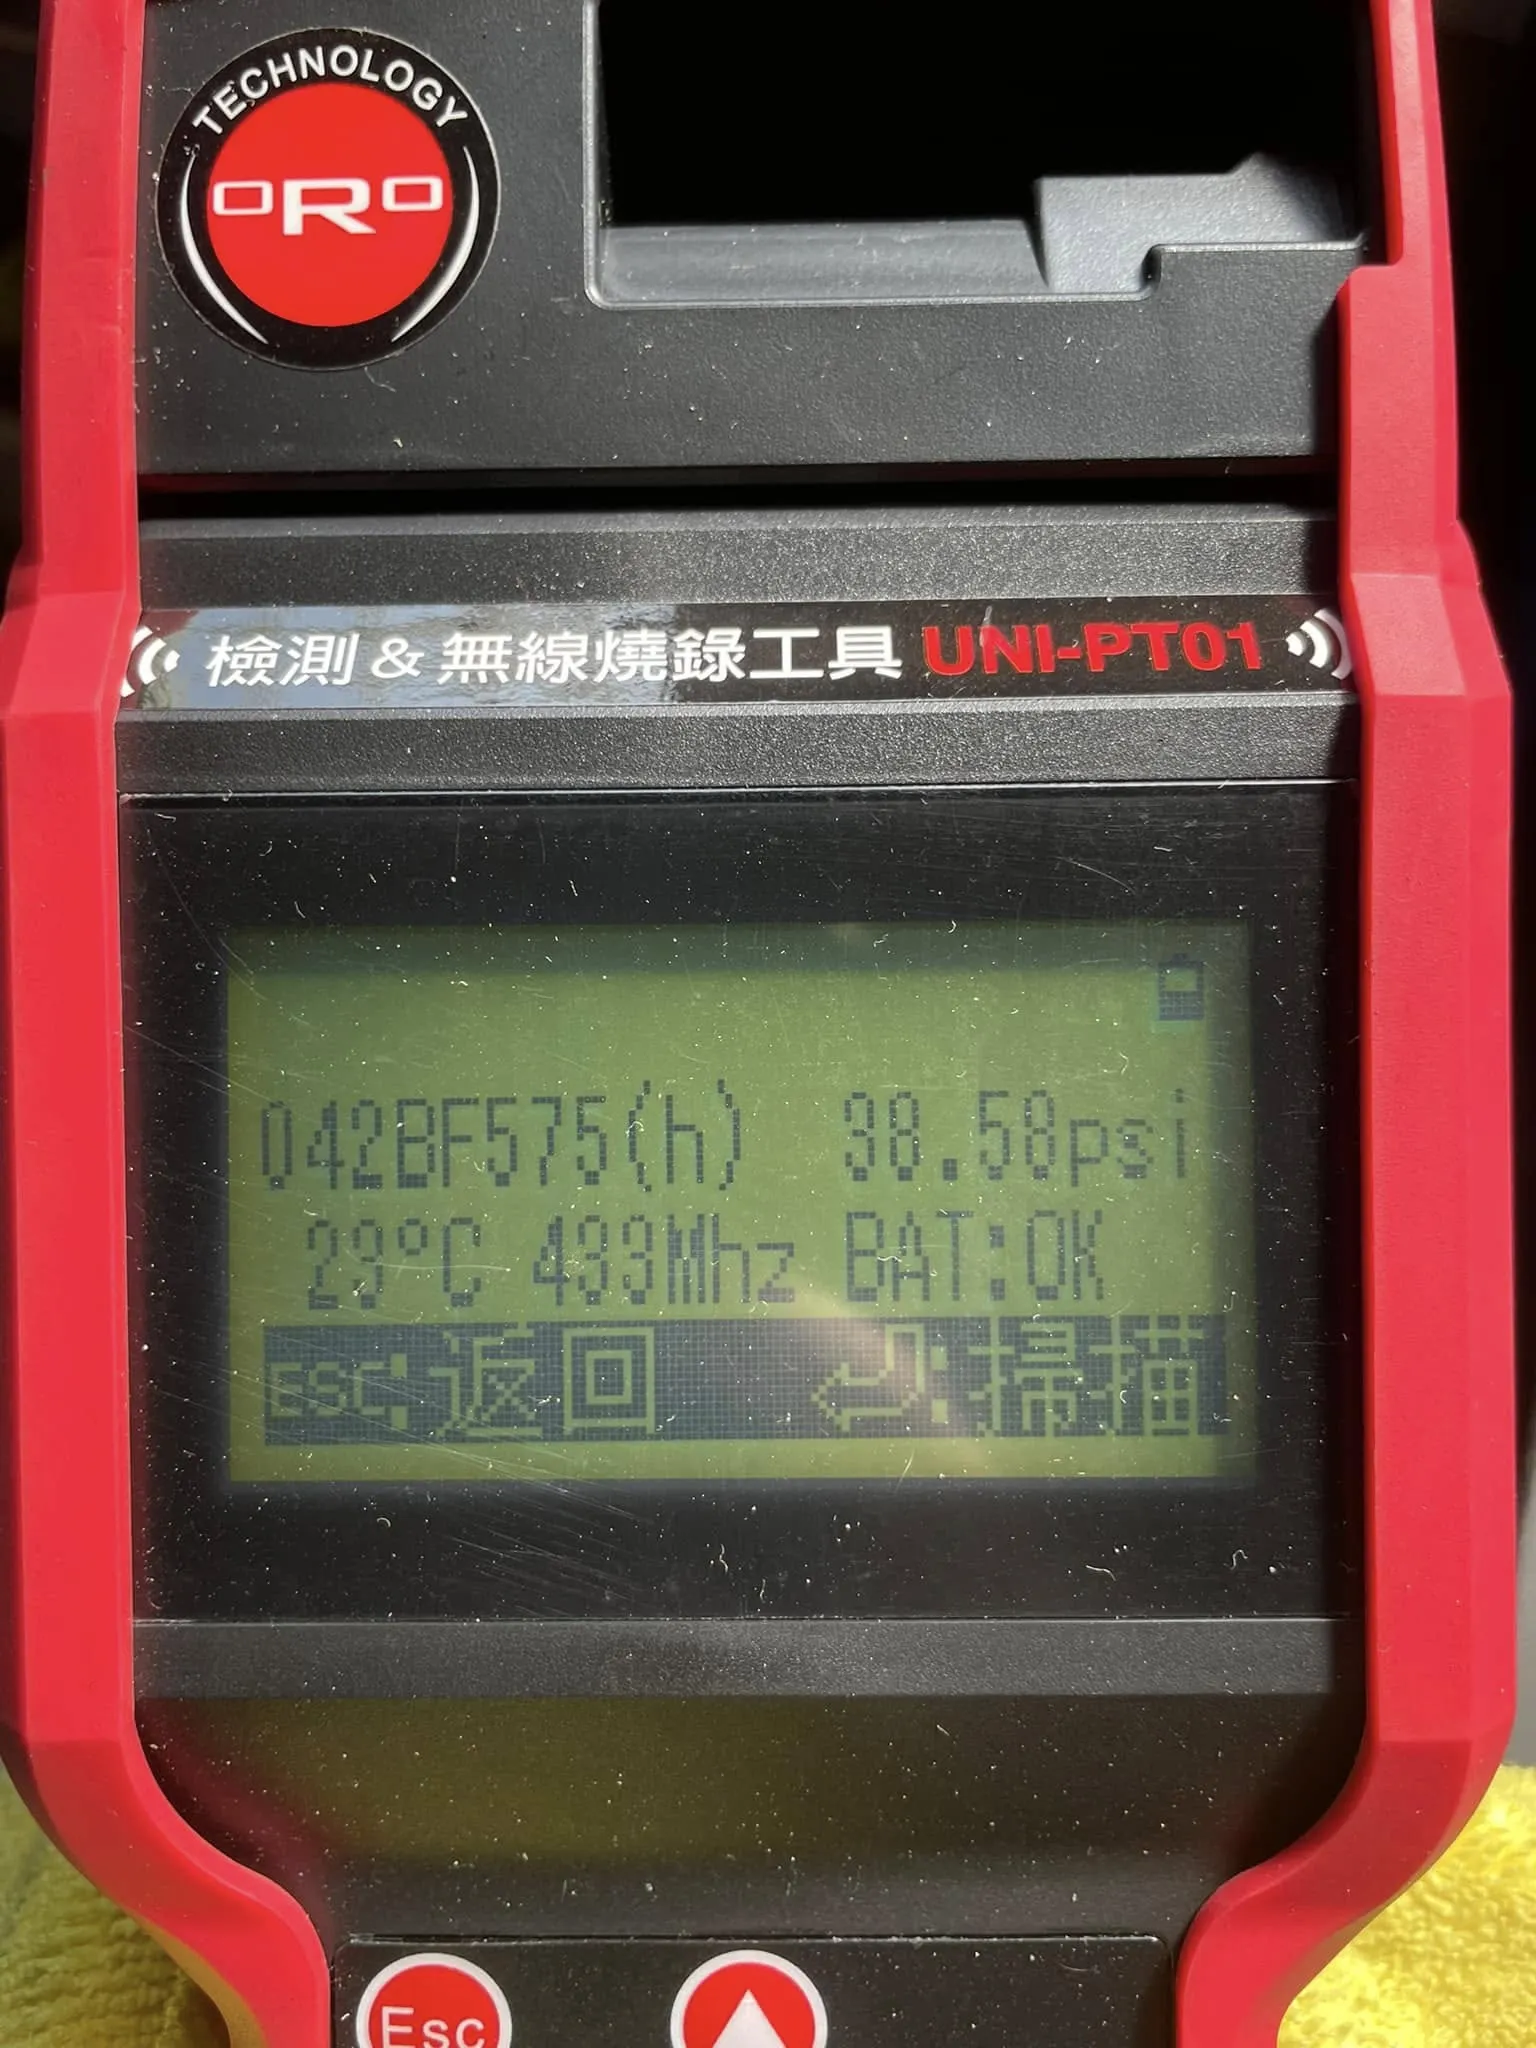 TECHNOLOGY
ORO
檢測 & 無線燒錄工具 UNI-PT01
042BF575(h) 38.58psi
29°C 433Mhz BAT:OK
ESC:返回 ↵:掃描
Esc